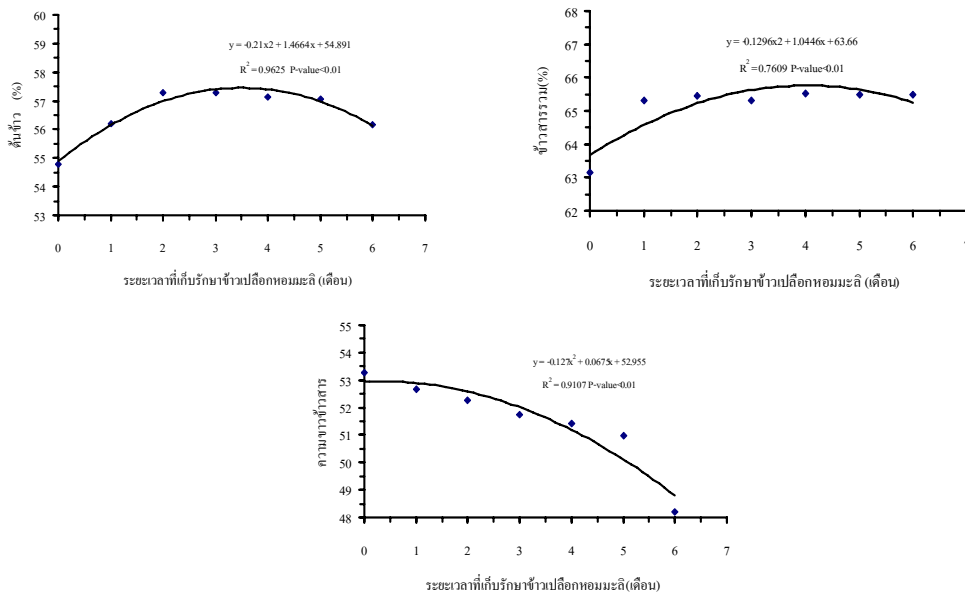 60
59
58
57
56
55
54
53
ต้นข้าว (%)
y = -0.21x2 + 1.4664x + 54.891
R2 = 0.9625 P-value<0.01
0 1 2 3 4 5 6 7
ระยะเวลาที่เก็บรักษาข้าวเปลือกหอมมะลิ (เดือน)
68
67
66
65
64
63
62
ข้าวสารรวม(%)
y = -0.1296x2 + 1.0446x + 63.66
R2 = 0.7609 P-value<0.01
0 1 2 3 4 5 6 7
ระยะเวลาที่เก็บรักษาข้าวเปลือกหอมมะลิ (เดือน)
55
54
53
52
51
50
49
48
ความขาวข้าวสาร
y = -0.127x2 + 0.0675x + 52.955
R2 = 0.9107 P-value<0.01
0 1 2 3 4 5 6 7
ระยะเวลาที่เก็บรักษาข้าวเปลือกหอมมะลิ(เดือน)